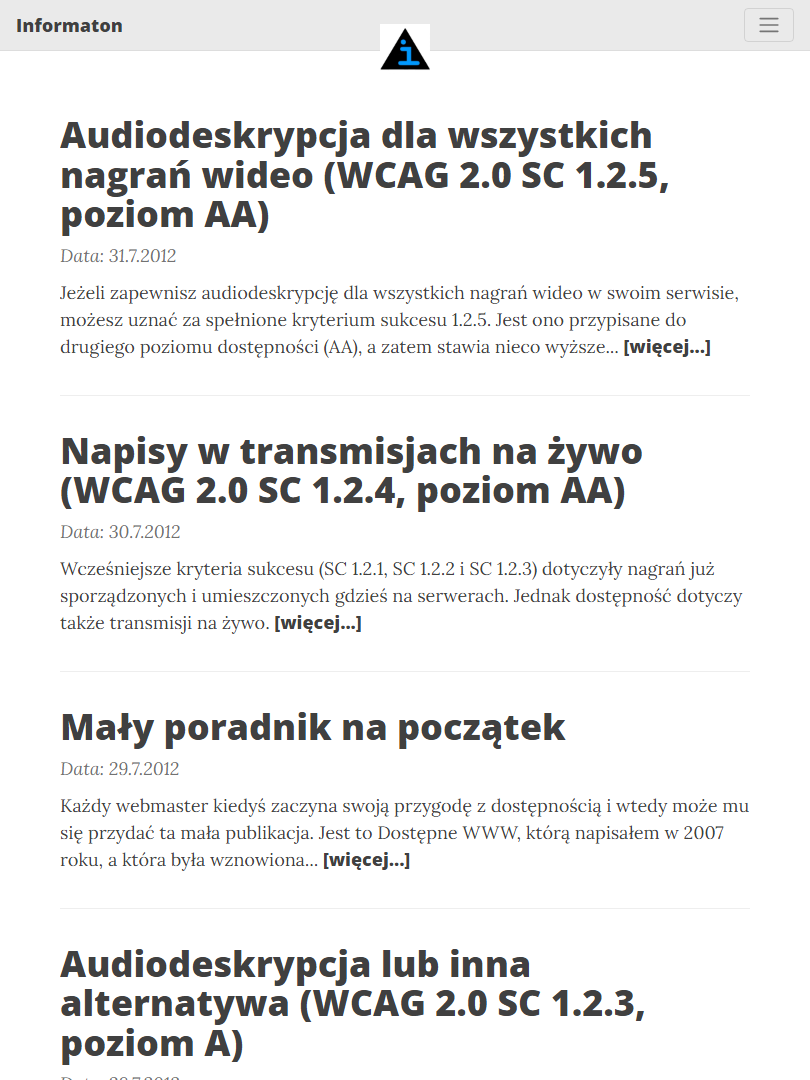 Informaton
i
Audiodeskrypcja dla wszystkich
nagrań wideo (WCAG 2.0 SC 1.2.5,
poziom AA)
Data: 31.7.2012
Jeżeli zapewnisz audiodeskrypcję dla wszystkich nagrań wideo w swoim serwisie,
możesz uznać za spełnione kryterium sukcesu 1.2.5. Jest ono przypisane do
drugiego poziomu dostępności (AA), a zatem stawia nieco wyższe... [więcej...]
Napisy w transmisjach na żywo
(WCAG 2.0 SC 1.2.4, poziom AA)
Data: 30.7.2012
Wcześniejsze kryteria sukcesu (SC 1.2.1, SC 1.2.2 i SC 1.2.3) dotyczyły nagrań już
sporządzonych i umieszczonych gdzieś na serwerach. Jednak dostępność dotyczy
także transmisji na żywo. [więcej...]
Mały poradnik na początek
Data: 29.7.2012
Każdy webmaster kiedyś zaczyna swoją przygodę z dostępnością i wtedy może mu
się przydać ta mała publikacja. Jest to Dostępne WWW, którą napisałem w 2007
roku, a która była wznowiona... [więcej...]
Audiodeskrypcja lub inna
alternatywa (WCAG 2.0 SC 1.2.3,
poziom A)